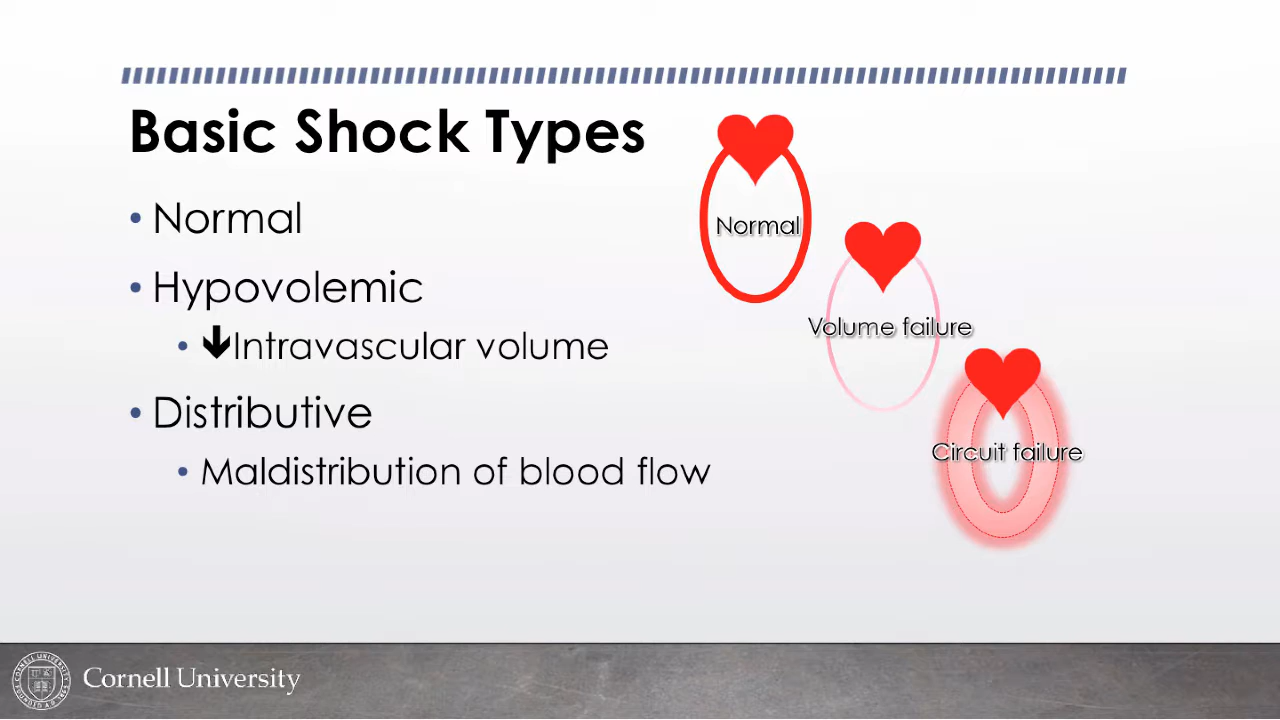 Basic Shock Types
• Normal
• Hypovolemic
• 🡻Intravascular volume
• Distributive
• Maldistribution of blood flow
Normal
Volume failure
Circuit failure
Cornell University